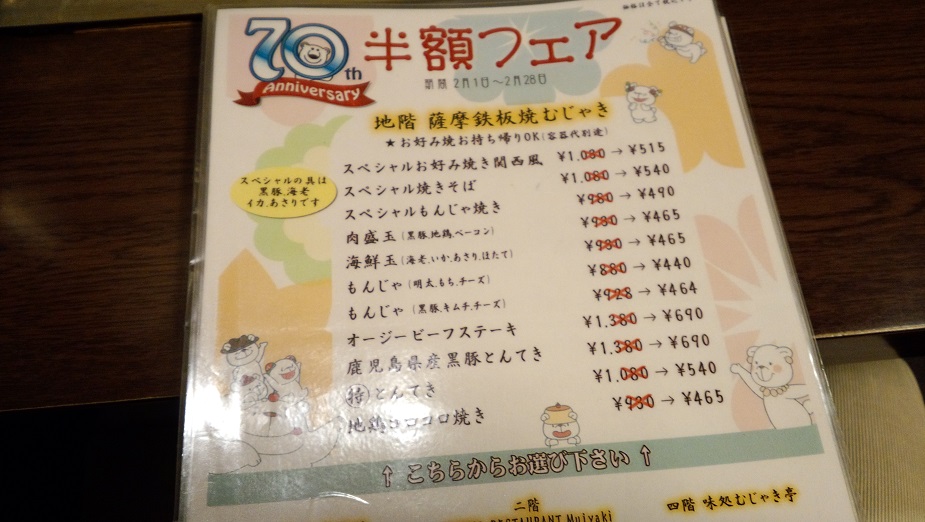 70th
Anniversary
半額フェア
期間 2月1日～2月28日
地階 薩摩鉄板焼むじゃき
★お好み焼お持ち帰りOK(容器代別途)
スペシャルの具は
黒豚、海老
イカ、あさりです
スペシャルお好み焼き関西風 ¥1,080 → ¥515
スペシャル焼きそば ¥1,080 → ¥540
スペシャルもんじゃ焼き ¥980 → ¥490
肉盛玉(黒豚、地鶏、ベーコン) ¥930 → ¥465
海鮮玉(海老、いか、あさり、ほたて) ¥930 → ¥465
もんじゃ(明太、もち、チーズ) ¥880 → ¥440
もんじゃ(黒豚、キムチ、チーズ) ¥928 → ¥464
オージービーフステーキ ¥1,380 → ¥690
鹿児島県産黒豚とんてき ¥1,380 → ¥690
(特)とんてき ¥1,080 → ¥540
地鶏コロコロ焼き ¥930 → ¥465
↑こちらからお選び下さい↑
二階
RESTAURANT Mujyaki
四階 味処むじゃき亭